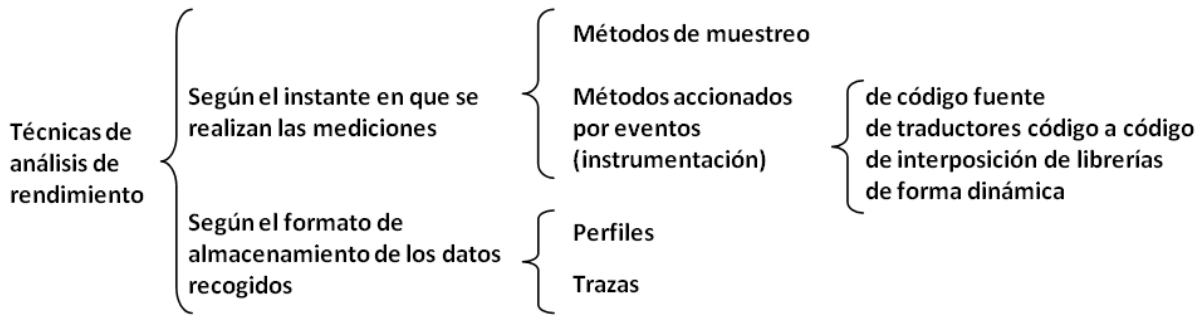 Técnicas de
análisis de
rendimiento
Según el instante en que se
realizan las mediciones
Métodos de muestreo
Métodos accionados
por eventos
(instrumentación)
de código fuente
de traductores código a código
de interposición de librerías
de forma dinámica
Según el formato de
almacenamiento de los datos
recogidos
Perfiles
Trazas